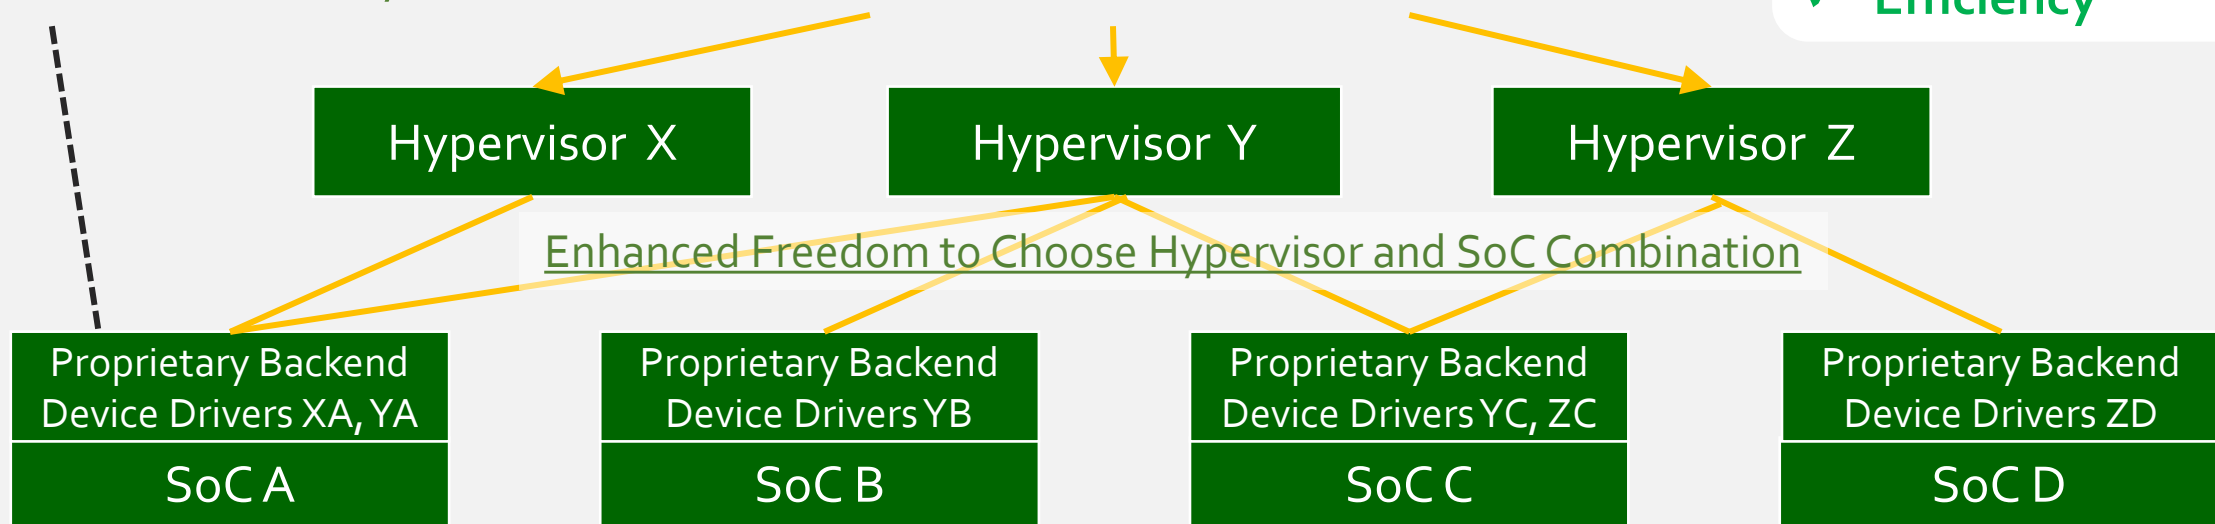 Efficiency
Hypervisor X
Hypervisor Y
Hypervisor Z
Enhanced Freedom to Choose Hypervisor and SoC Combination
Proprietary Backend
Device Drivers XA, YA
SoC A
Proprietary Backend
Device Drivers YB
SoC B
Proprietary Backend
Device Drivers YC, ZC
SoC C
Proprietary Backend
Device Drivers ZD
SoC D